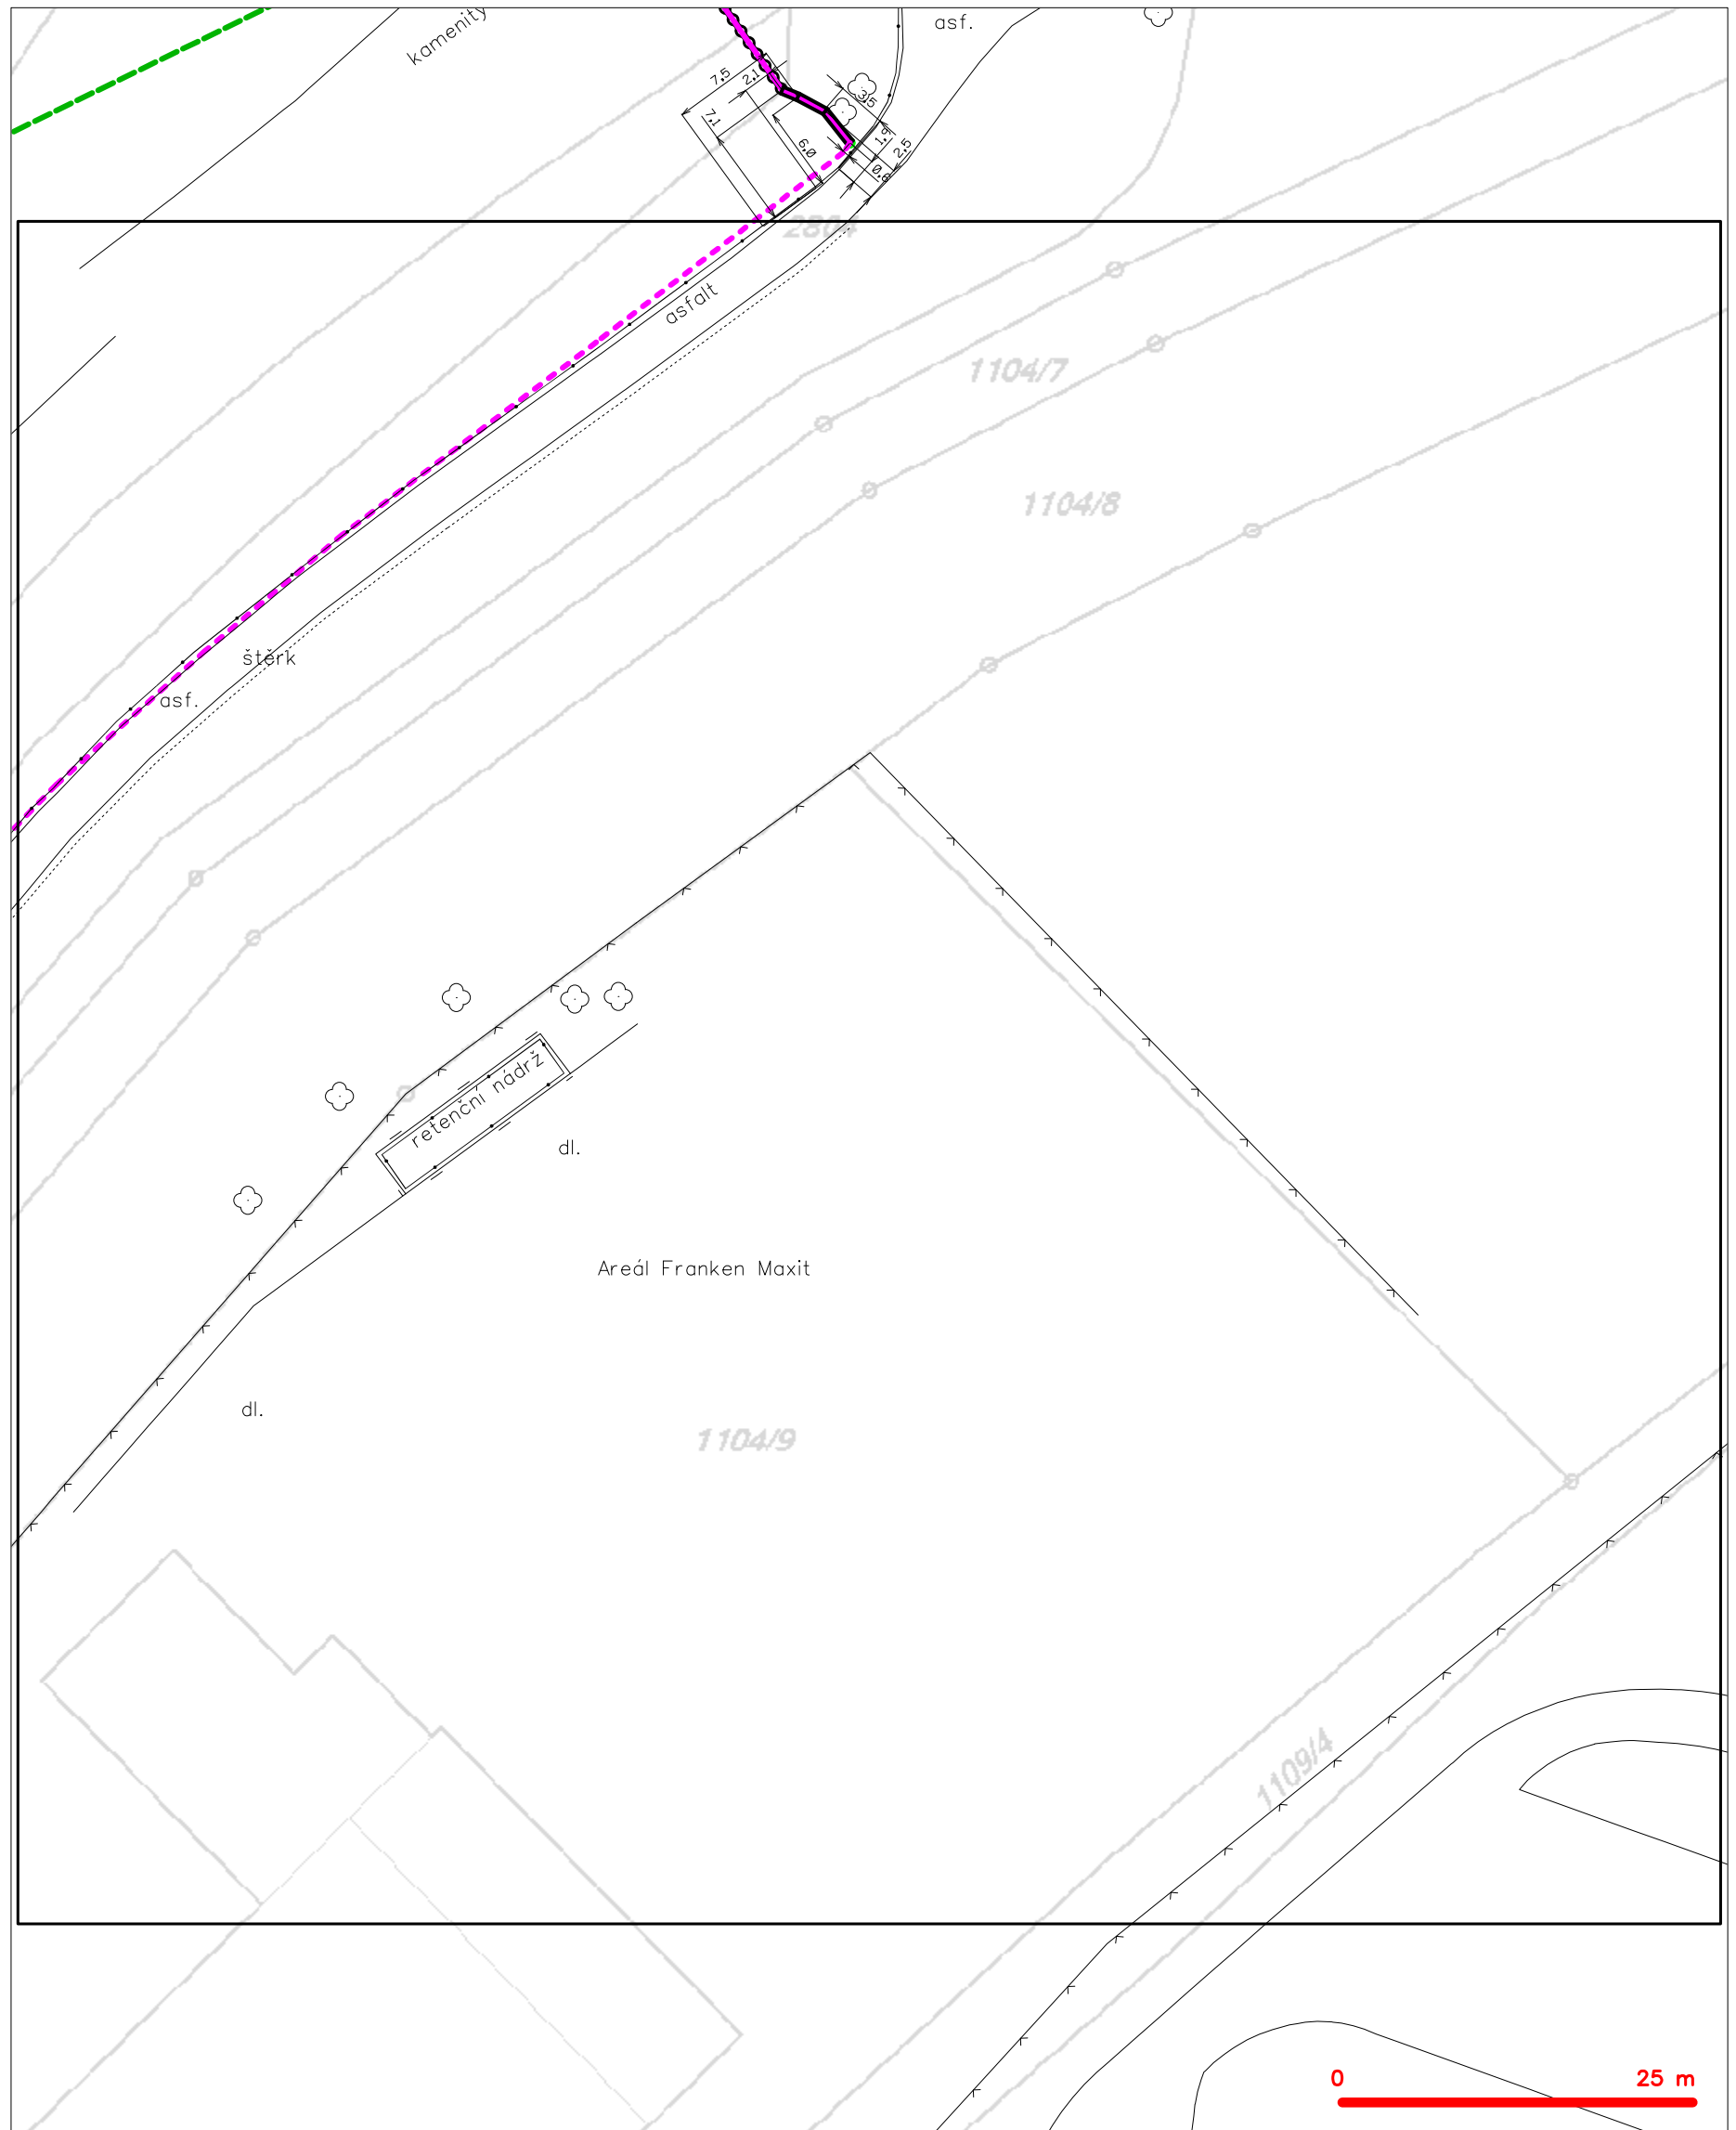 asf.
kamenity
7,5
2,1
3,5
7,1
6,0
1,9
2,5
0,6
2804
asfalt
1104/7
1104/8
štěrk
asf.
retenční nádrž
dl.
Areál Franken Maxit
dl.
1104/9
1109/4
0 25 m